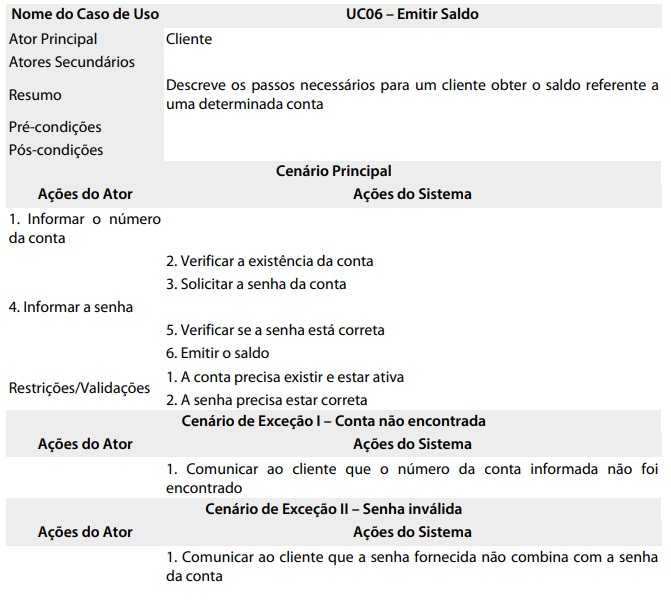 Nome do Caso de Uso UC06 – Emitir Saldo
Ator Principal Cliente
Atores Secundários
Resumo Descreve os passos necessários para um cliente obter o saldo referente a
uma determinada conta
Pré-condições
Pós-condições
Cenário Principal
Ações do Ator Ações do Sistema
1. Informar o número
da conta
2. Verificar a existência da conta
3. Solicitar a senha da conta
4. Informar a senha
5. Verificar se a senha está correta
6. Emitir o saldo
Restrições/Validações 1. A conta precisa existir e estar ativa
2. A senha precisa estar correta
Cenário de Exceção I – Conta não encontrada
Ações do Ator Ações do Sistema
1. Comunicar ao cliente que o número da conta informada não foi
encontrado
Cenário de Exceção II – Senha inválida
Ações do Ator Ações do Sistema
1. Comunicar ao cliente que a senha fornecida não combina com a senha
da conta